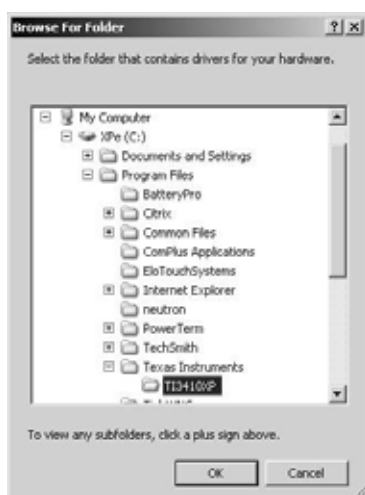 Browse For Folder
Select the folder that contains drivers for your hardware.
My Computer
XPe (C:)
Documents and Settings
Program Files
BatteryPro
Citrix
Common Files
ComPlus Applications
EloTouchSystems
Internet Explorer
neutron
PowerTerm
TechSmith
Texas Instruments
TI3410XP
To view any subfolders, click a plus sign above.
OK Cancel